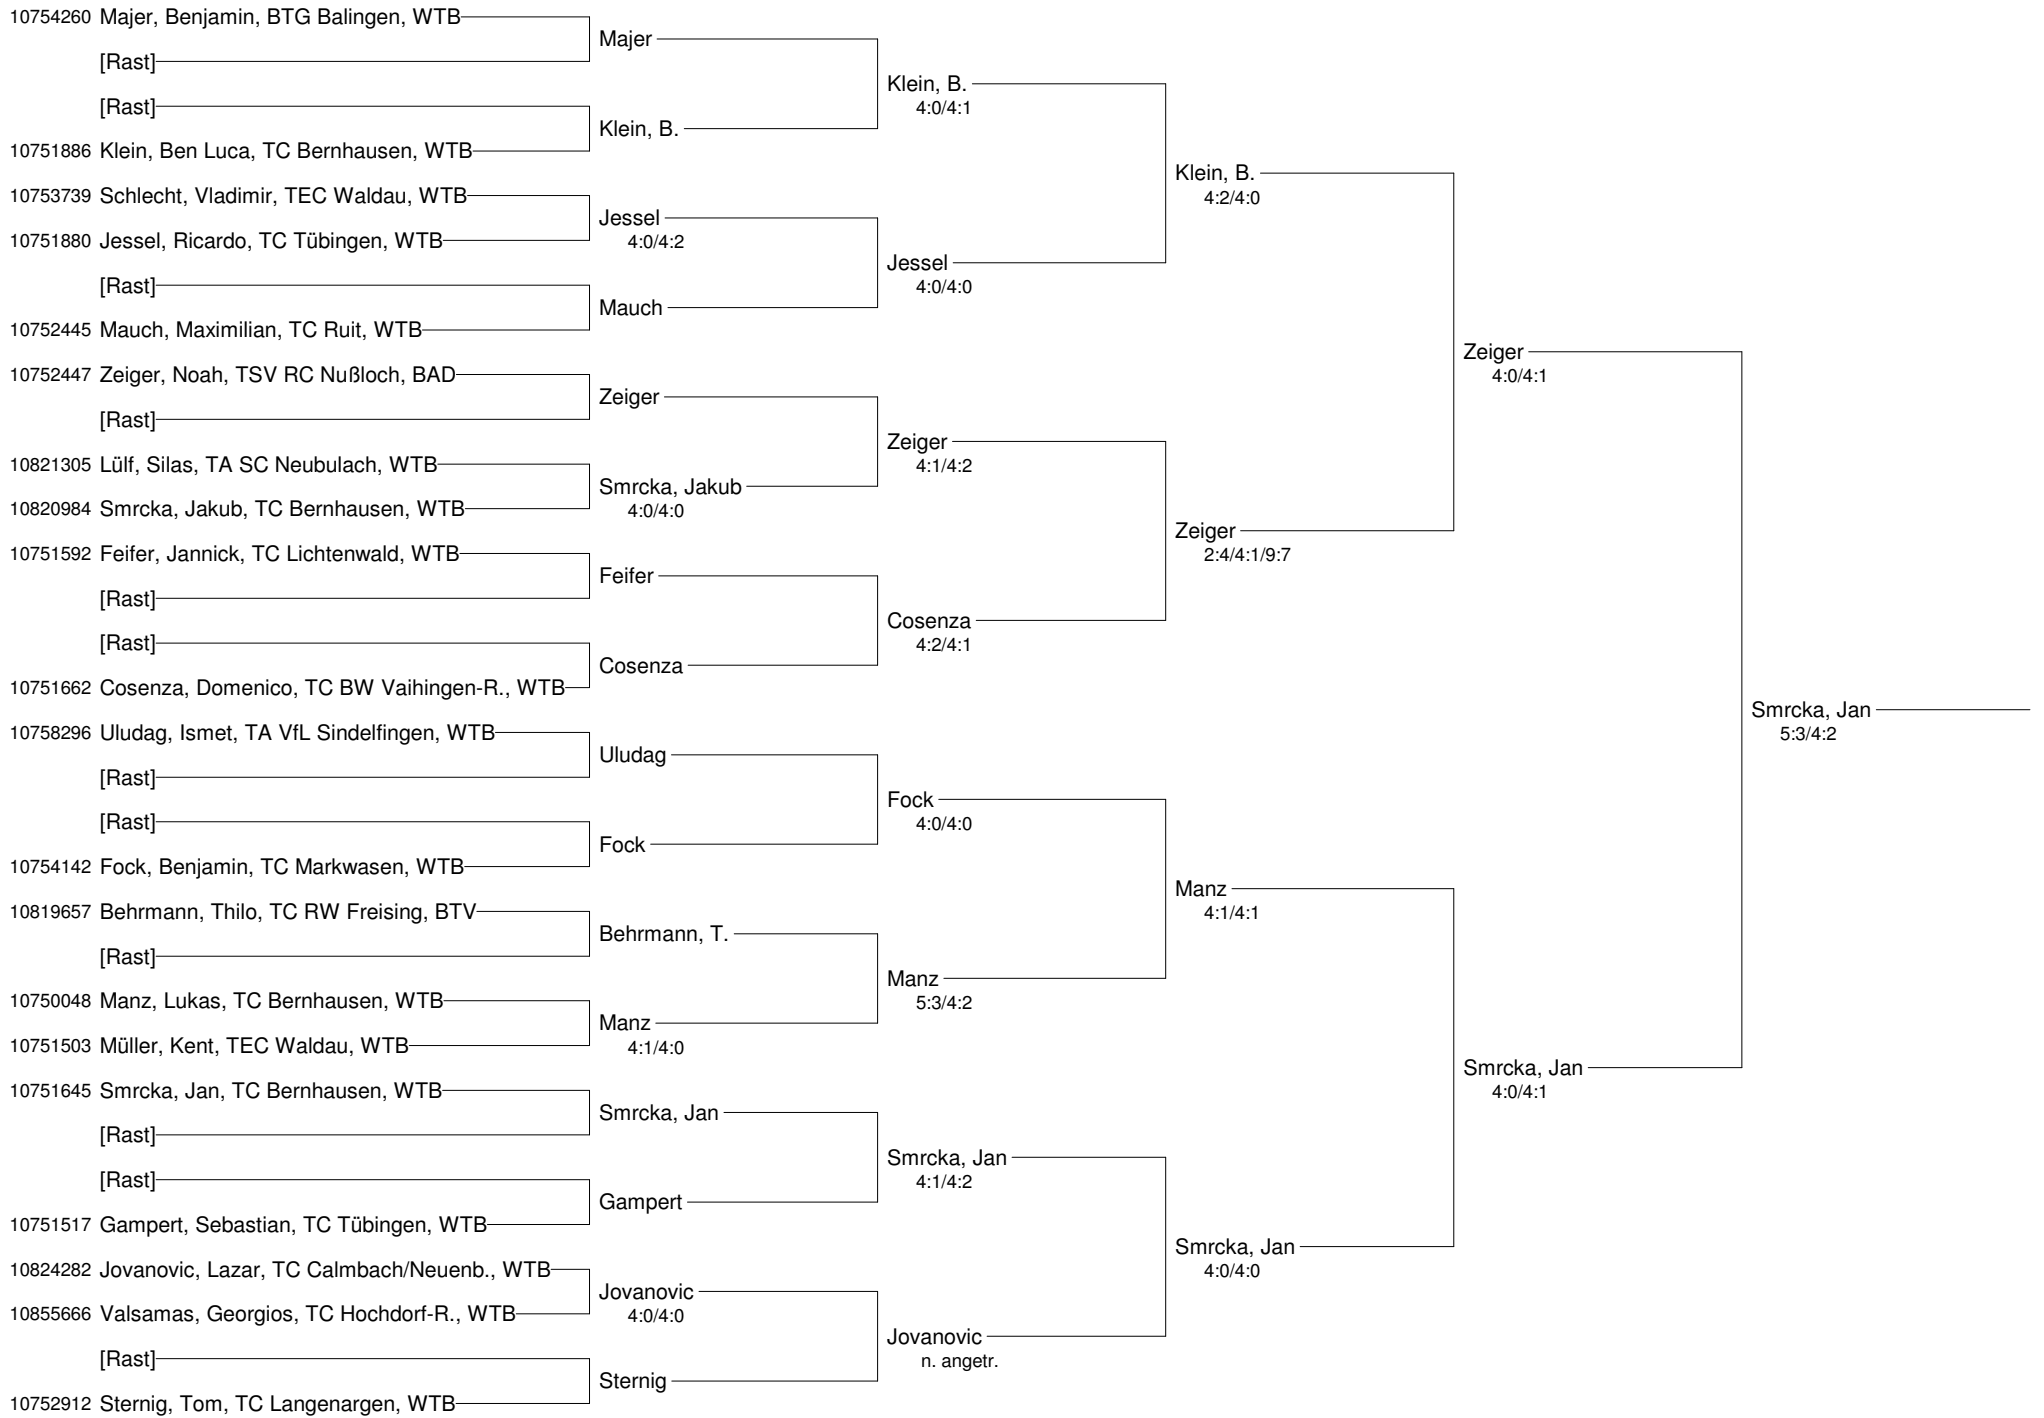 10754260 Majer, Benjamin, BTG Balingen, WTB
[Rast]
[Rast]
10751886 Klein, Ben Luca, TC Bernhausen, WTB
10753739 Schlecht, Vladimir, TEC Waldau, WTB
10751880 Jessel, Ricardo, TC Tübingen, WTB
[Rast]
10752445 Mauch, Maximilian, TC Ruit, WTB
10752447 Zeiger, Noah, TSV RC Nußloch, BAD
[Rast]
10821305 Lülf, Silas, TA SC Neubulach, WTB
10820984 Smrcka, Jakub, TC Bernhausen, WTB
10751592 Feifer, Jannick, TC Lichtenwald, WTB
[Rast]
[Rast]
10751662 Cosenza, Domenico, TC BW Vaihingen-R., WTB
10758296 Uludag, Ismet, TA VfL Sindelfingen, WTB
[Rast]
[Rast]
10754142 Fock, Benjamin, TC Markwasen, WTB
10819657 Behrmann, Thilo, TC RW Freising, BTV
[Rast]
10750048 Manz, Lukas, TC Bernhausen, WTB
10751503 Müller, Kent, TEC Waldau, WTB
10751645 Smrcka, Jan, TC Bernhausen, WTB
[Rast]
[Rast]
10751517 Gampert, Sebastian, TC Tübingen, WTB
10824282 Jovanovic, Lazar, TC Calmbach/Neuenb., WTB
10855666 Valsamas, Georgios, TC Hochdorf-R., WTB
[Rast]
10752912 Sternig, Tom, TC Langenargen, WTB
Majer
Klein, B.
Jessel
4:0/4:2
Mauch
Zeiger
Smrcka, Jakub
4:0/4:0
Feifer
Cosenza
Uludag
Fock
Behrmann, T.
Manz
4:1/4:0
Smrcka, Jan
Gampert
Jovanovic
4:0/4:0
Sternig
Klein, B.
4:0/4:1
Jessel
4:0/4:0
Zeiger
4:1/4:2
Cosenza
4:2/4:1
Fock
4:0/4:0
Manz
5:3/4:2
Smrcka, Jan
4:1/4:2
Jovanovic
n. angetr.
Klein, B.
4:2/4:0
Zeiger
2:4/4:1/9:7
Manz
4:1/4:1
Smrcka, Jan
4:0/4:0
Zeiger
4:0/4:1
Smrcka, Jan
4:0/4:1
Smrcka, Jan
5:3/4:2